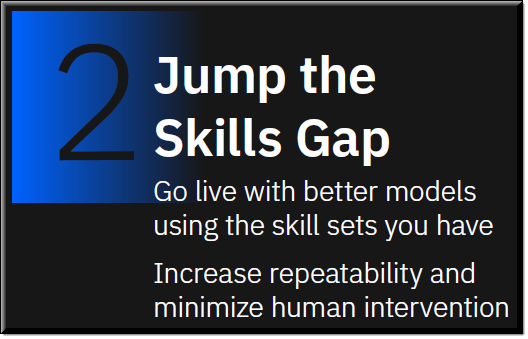 2
Jump the
Skills Gap
Go live with better models
using the skill sets you have
Increase repeatability and
minimize human intervention